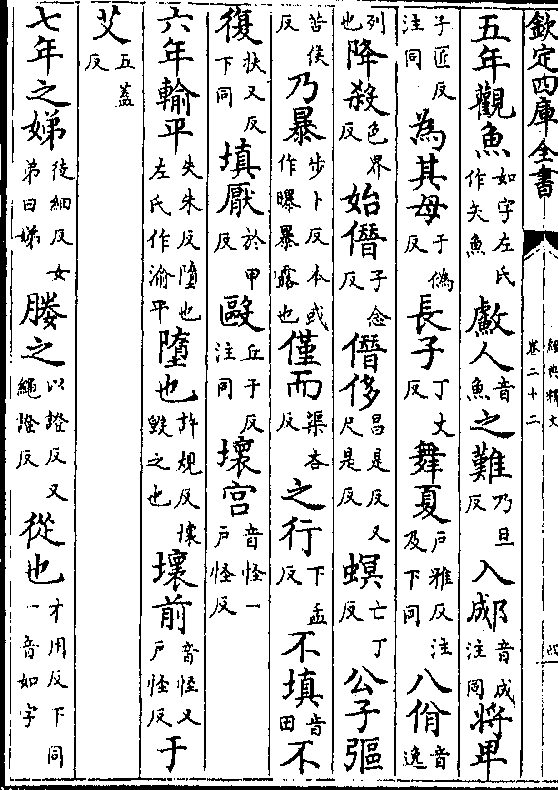 欽定四庫全書 經典釋文 卷二十二 四
五年觀魚如字左氏作矢魚䱷人音魚之難乃旦反入郕音成注同將卑
子匠反注同為其母于偽反長子丁丈反舞夏戶雅反注及下同八佾音逸
列也降殺色界反始僭子念反僭侈昌是反又尺是反螟亡丁反公子彄
苦侯反乃暴步卜反本或作曝暴露也僅而渠吝反之行下孟反不填音田不
復扶又反下同填厭於甲反毆丘于反注同壞宮音怪一戶怪反
六年輸平失朱反墮也左氏作渝平墮也許規反壞毀之也壞前音怪又戶怪反于
艾五蓋反
七年之娣徒細反女弟曰娣媵之以證反又繩證反從也才用反下同一音如字